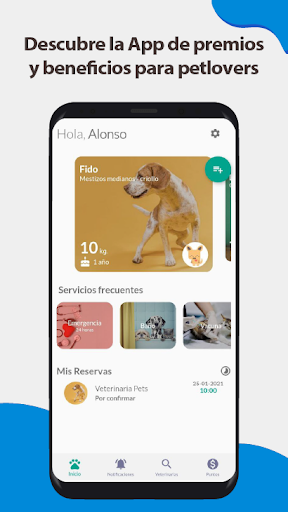 Descubre la App de premios
y beneficios para petlovers
Hola, Alonso
Fido
Mestizos medianos - criollo
10 kg
1 año
Servicios frecuentes
Emergencia
24 horas
Baño
Vacuna
Mis Reservas
Veterinaria Pets
26-01-2021
Por confirmar
10:00
Inicio
Notificaciones
Veterinarias
Puntos